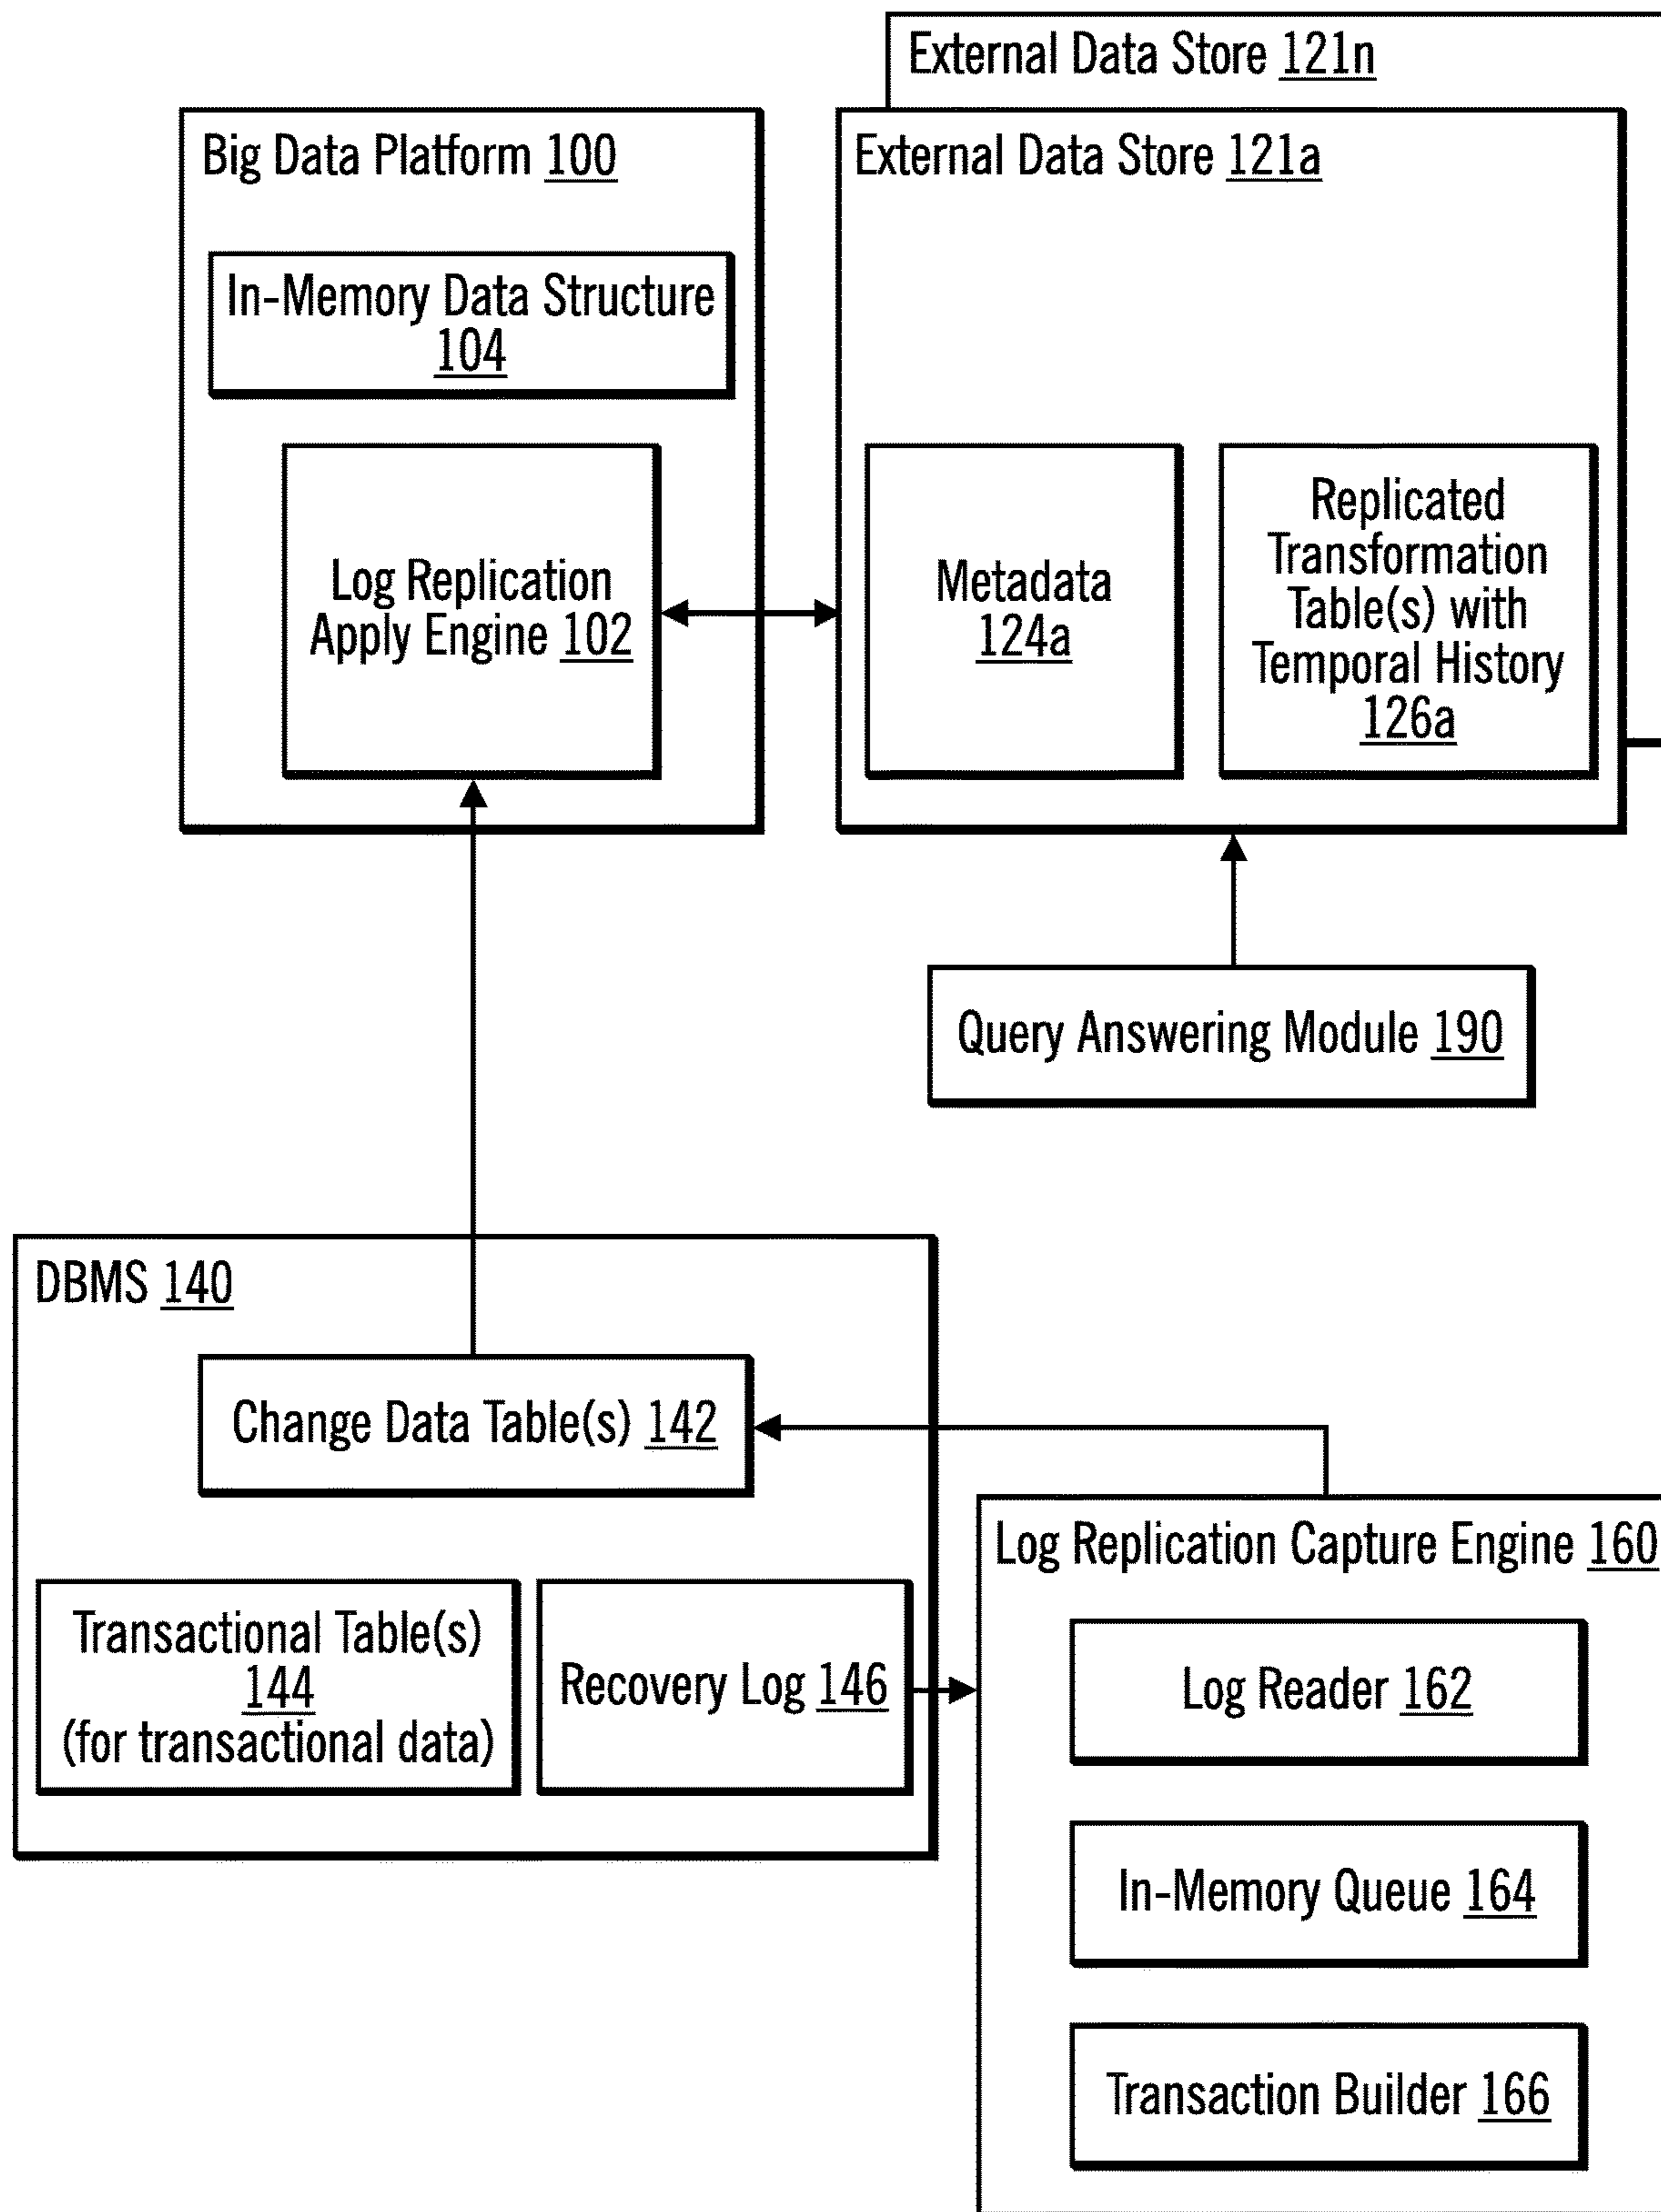 External Data Store 121n
Big Data Platform 100
External Data Store 121a
In-Memory Data Structure
104
Log Replication
Apply Engine 102
Metadata
124a
Replicated
Transformation
Table(s) with
Temporal History
126a
Query Answering Module 190
DBMS 140
Change Data Table(s) 142
Transactional Table(s)
144
(for transactional data)
Recovery Log 146
Log Replication Capture Engine 160
Log Reader 162
In-Memory Queue 164
Transaction Builder 166